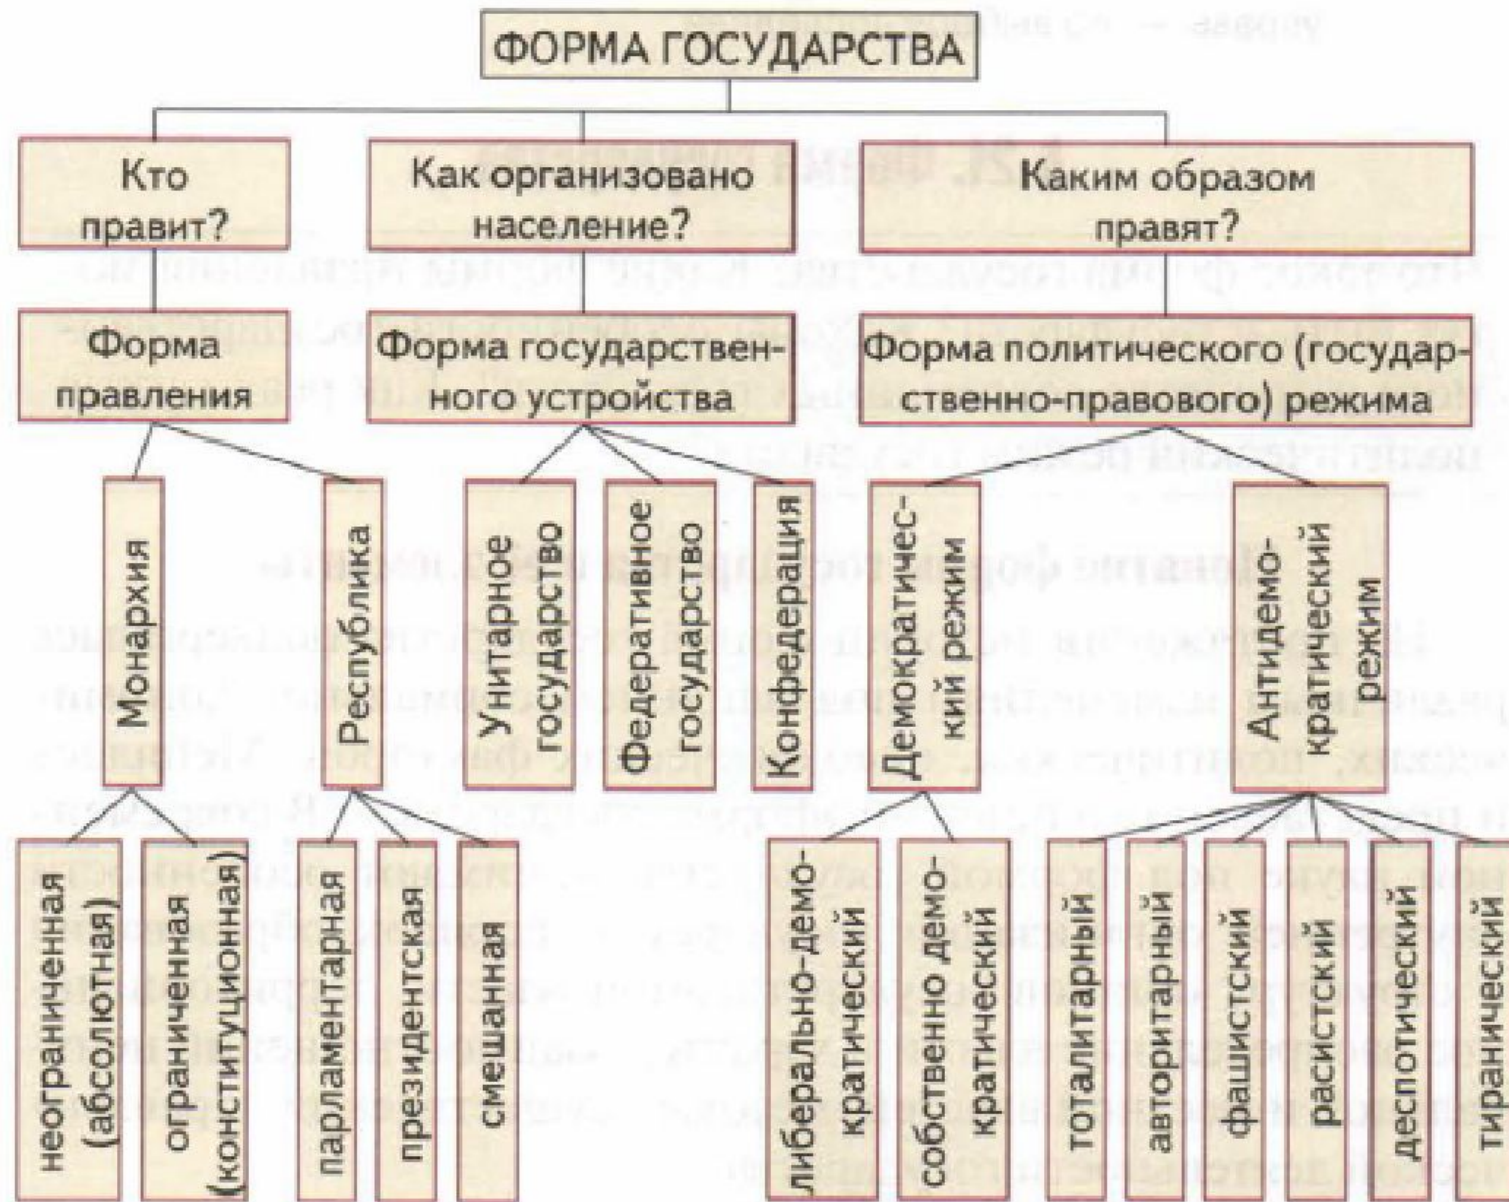 ФОРМА ГОСУДАРСТВА
Кто
правит?
Как организовано
население?
Каким образом
правят?
Форма
правления
Форма государствен-
ного устройства
Форма политического (государ-
ственно-правового) режима
Монархия
Республика
Унитарное
государство
Федеративное
государство
Конфедерация
Демократичес-
кий режим
Антидемо-
кратический
режим
неограниченная
(абсолютная)
ограниченная
(конституционная)
парламентарная
президентская
смешанная
либерально-демо-
кратический
собственно демо-
кратический
тоталитарный
авторитарный
фашистский
расистский
деспотический
тиранический